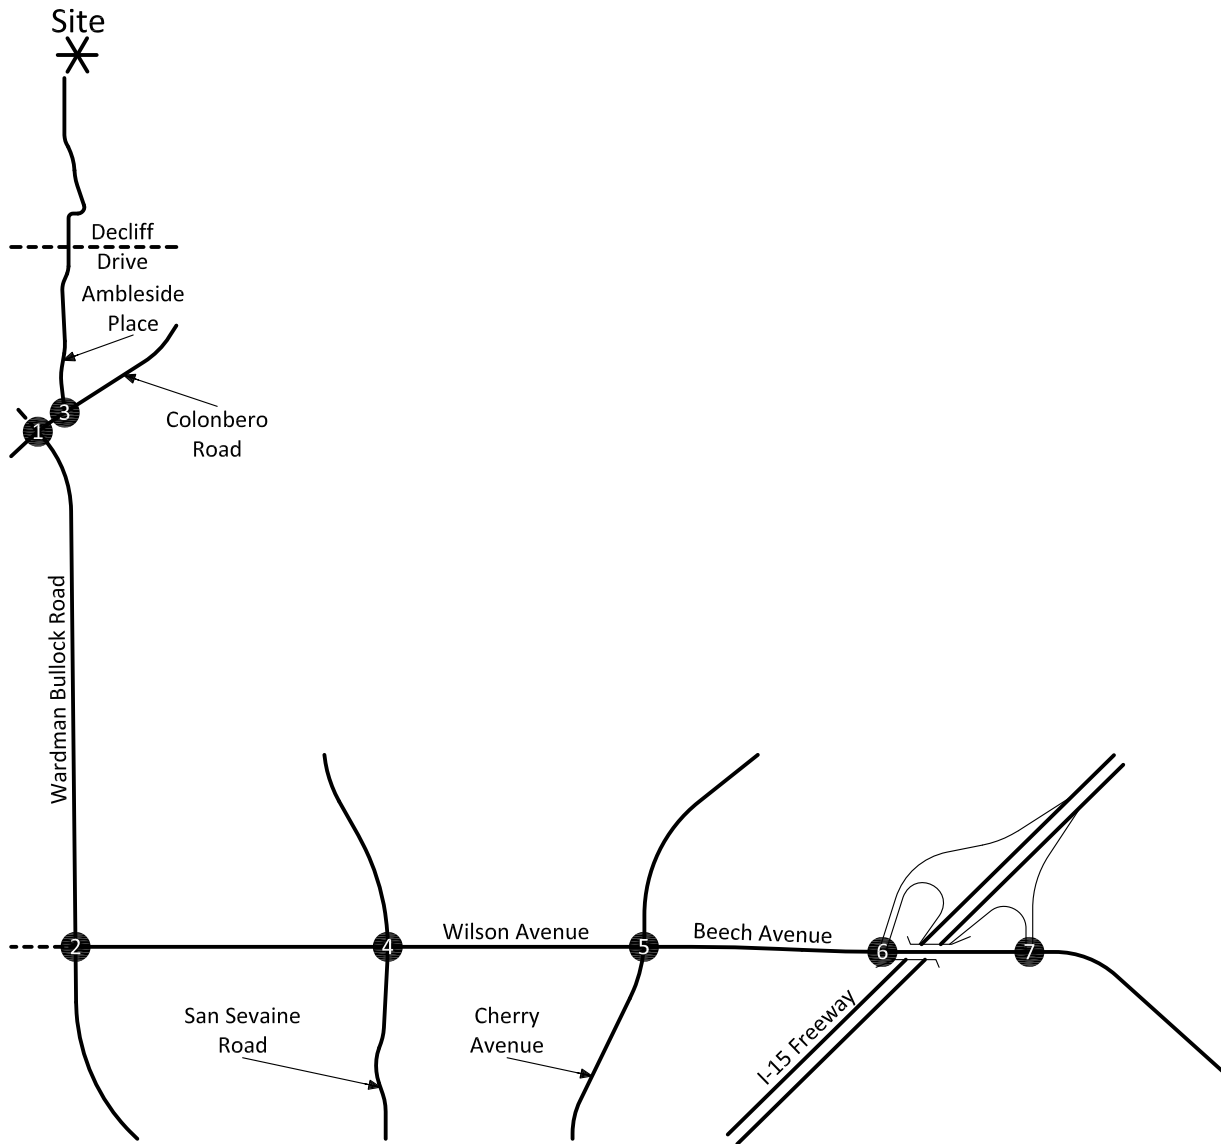 Site
Decliff
Drive
Ambleside
Place
3
1
Colonbero
Road
Wardman Bullock Road
2
4
Wilson Avenue
5
Beech Avenue
6
7
San Sevaine
Road
Cherry
Avenue
I-15 Freeway